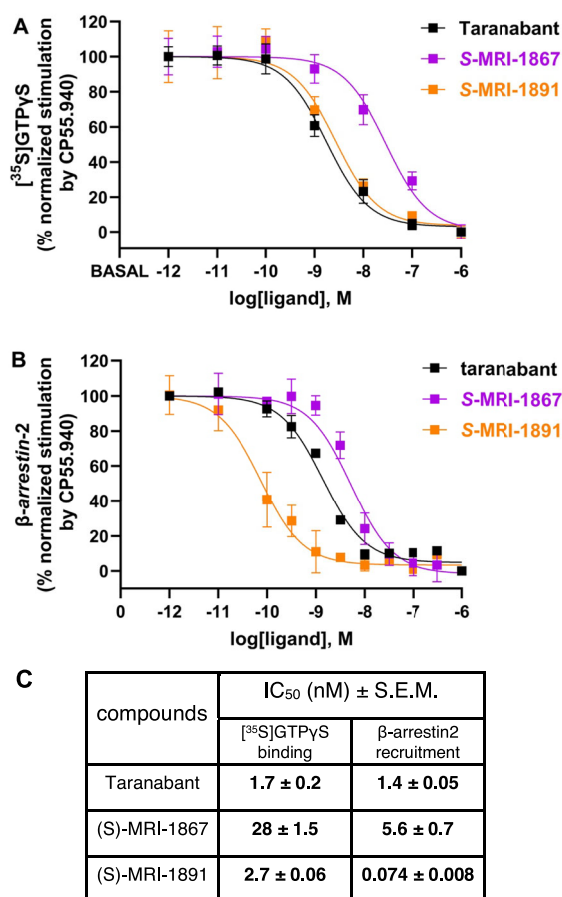 A
[³⁵S]GTPγS
(% normalized stimulation
by CP55.940)
120
100
80
60
40
20
0
BASAL -12 -11 -10 -9 -8 -7 -6
log[ligand], M
Taranabant
S-MRI-1867
S-MRI-1891
B
β-arrestin-2
(% normalized stimulation
by CP55.940)
120
100
80
60
40
20
0
0 -12 -11 -10 -9 -8 -7 -6
log[ligand], M
taranabant
S-MRI-1867
S-MRI-1891
C
compounds
IC₅₀ (nM) ± S.E.M.
[³⁵S]GTPγS
binding
β-arrestin2
recruitment
Taranabant 1.7 ± 0.2 1.4 ± 0.05
(S)-MRI-1867 28 ± 1.5 5.6 ± 0.7
(S)-MRI-1891 2.7 ± 0.06 0.074 ± 0.008